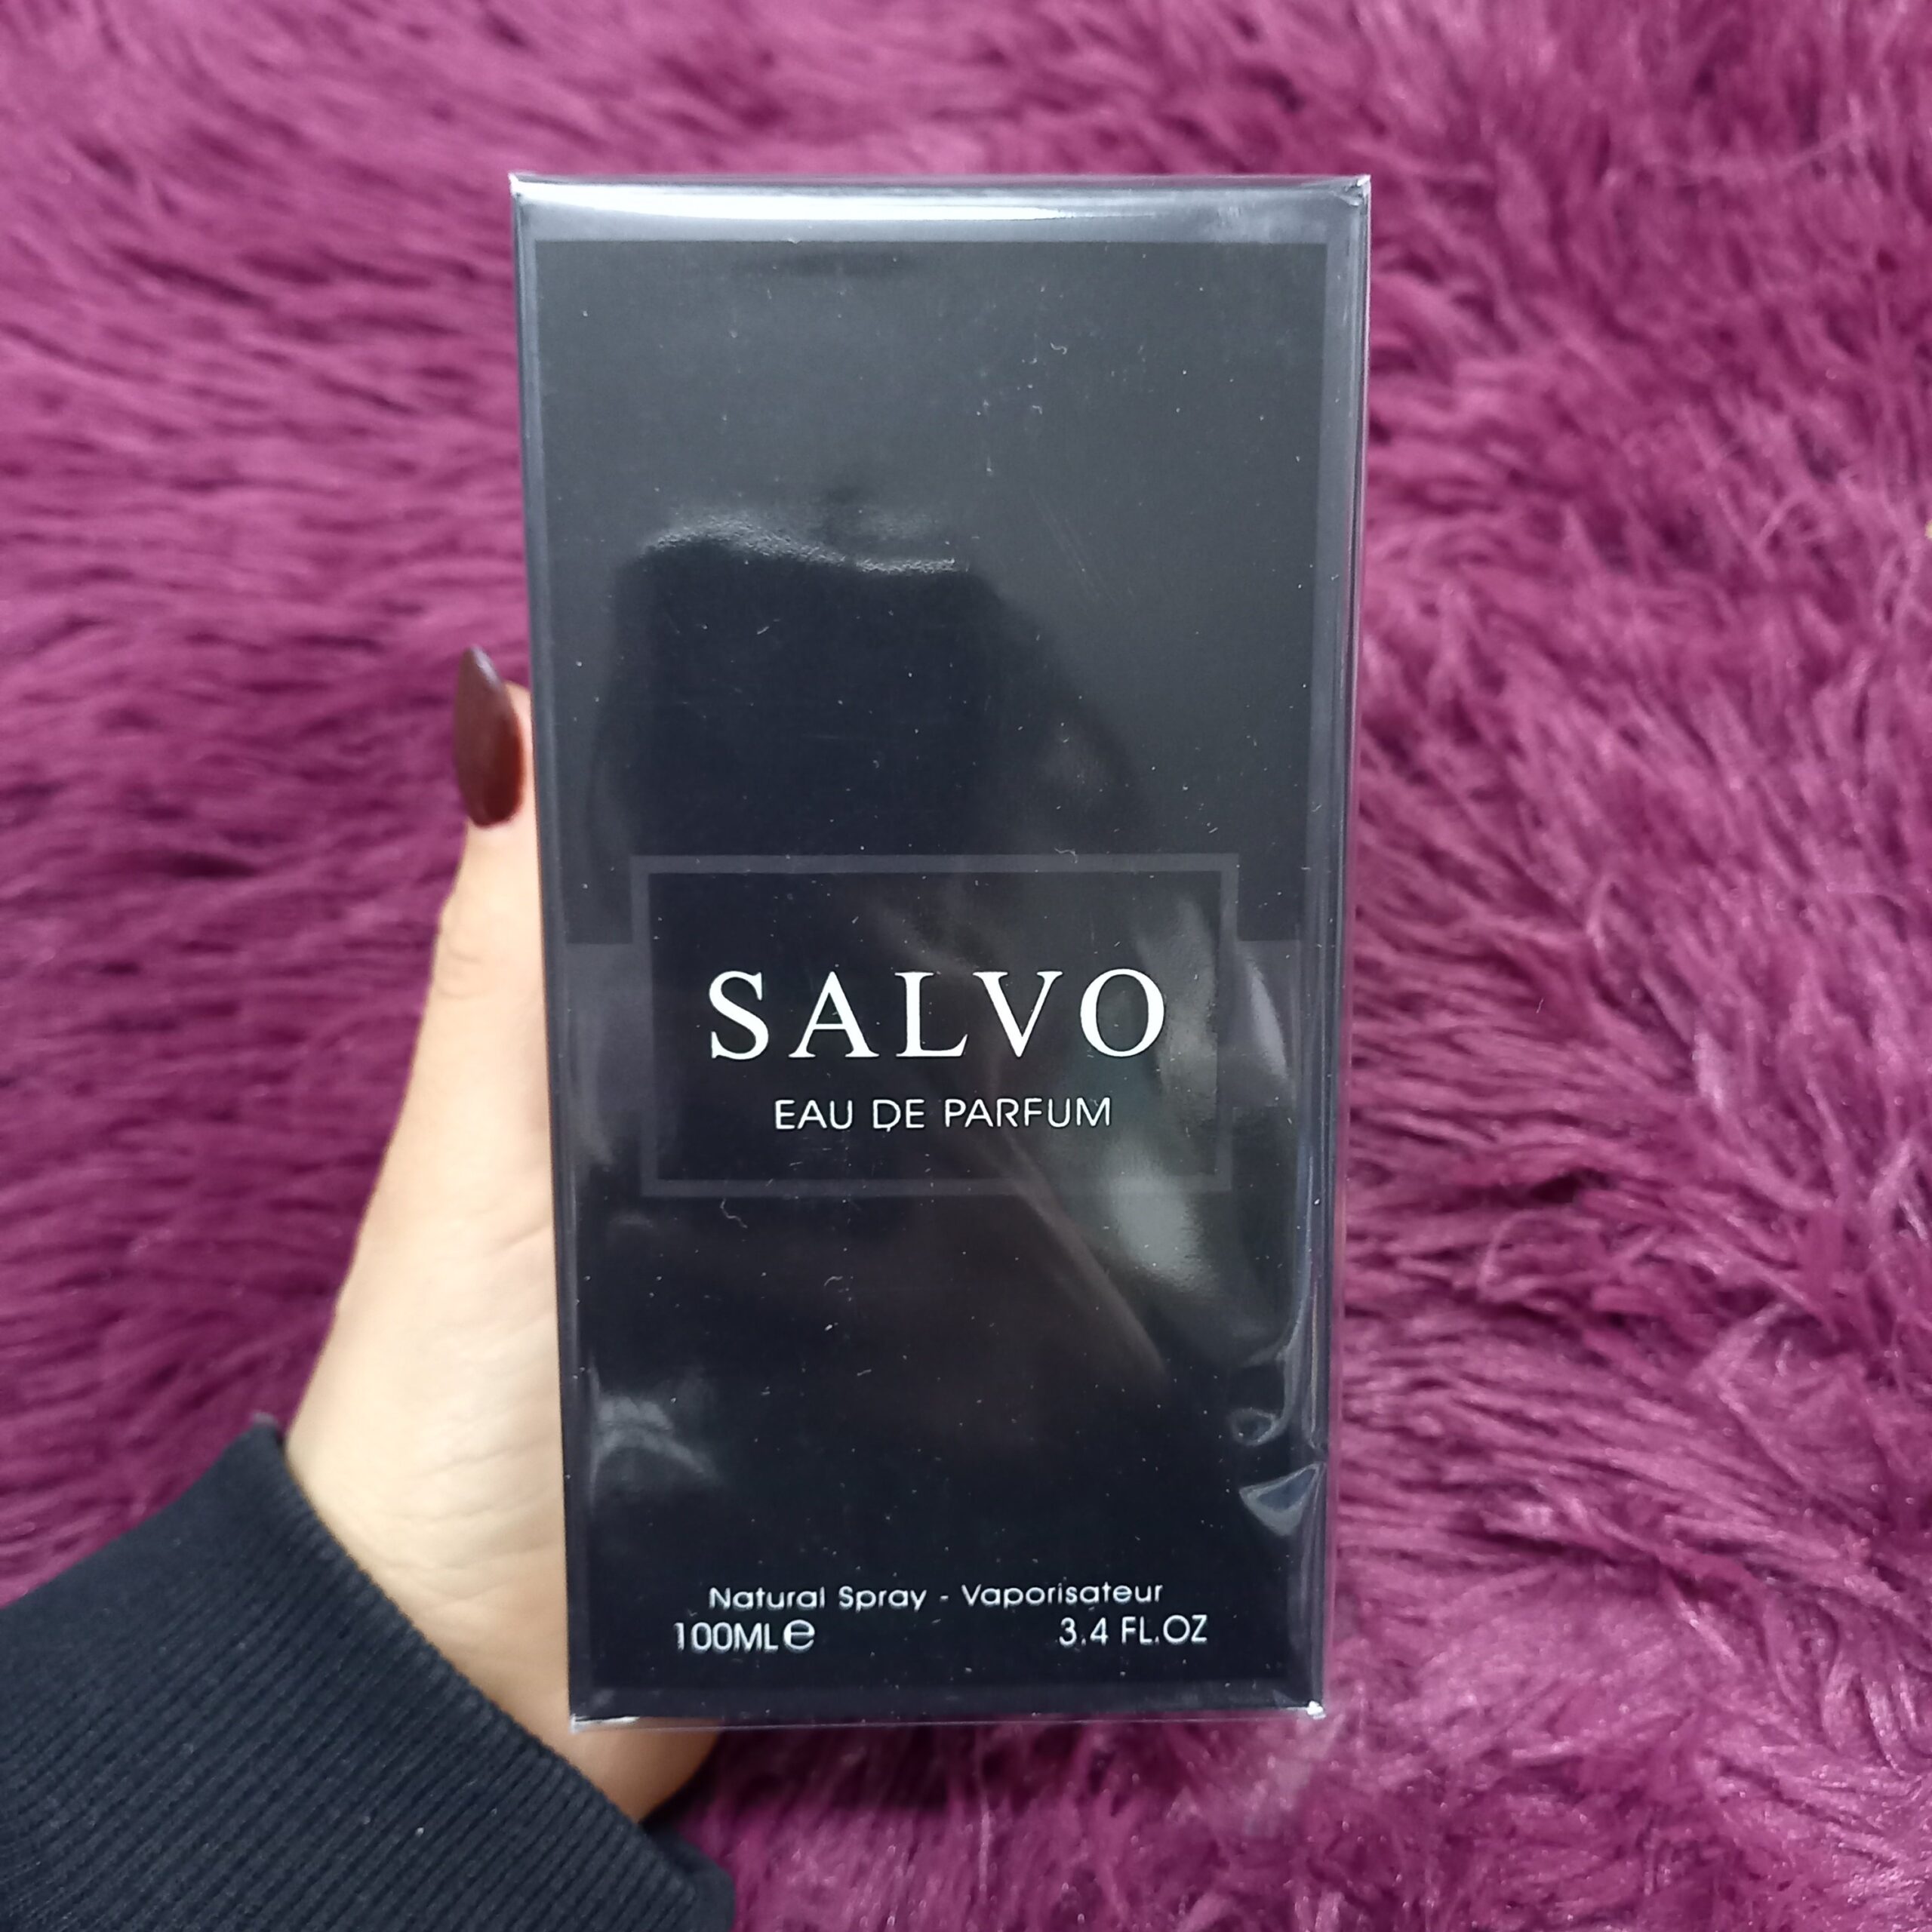 SALVO
EAU DE PARFUM
Natural Spray - Vaporisateur
100ML℮ 3.4 FL.OZ